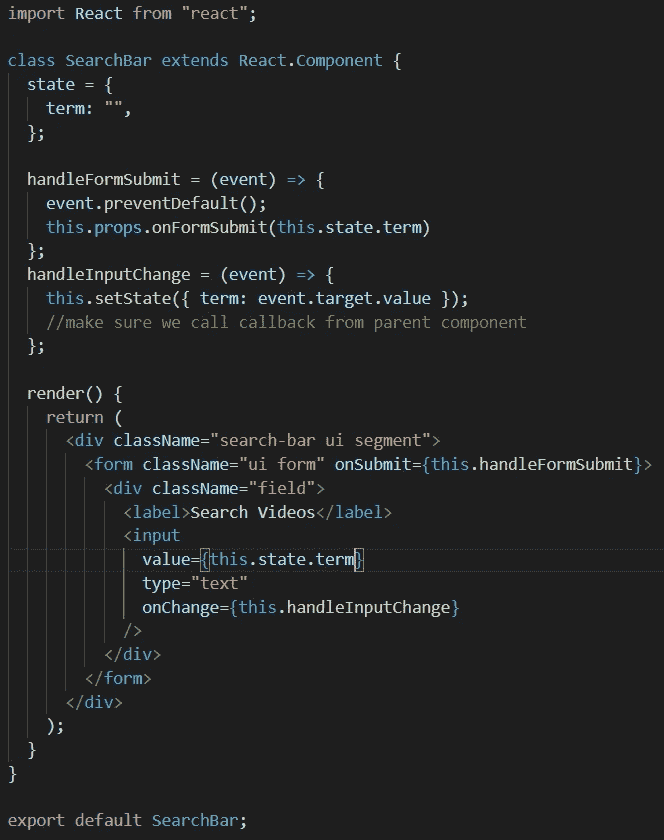 import React from "react";

class SearchBar extends React.Component {
  state = {
    term: "",
  };

  handleFormSubmit = (event) => {
    event.preventDefault();
    this.props.onFormSubmit(this.state.term)
  };
  handleInputChange = (event) => {
    this.setState({ term: event.target.value });
    //make sure we call callback from parent component
  };

  render() {
    return (
      <div className="search-bar ui segment">
        <form className="ui form" onSubmit={this.handleFormSubmit}>
          <div className="field">
            <label>Search Videos</label>
            <input
              value={this.state.term}
              type="text"
              onChange={this.handleInputChange}
            />
          </div>
        </form>
      </div>
    );
  }
}

export default SearchBar;